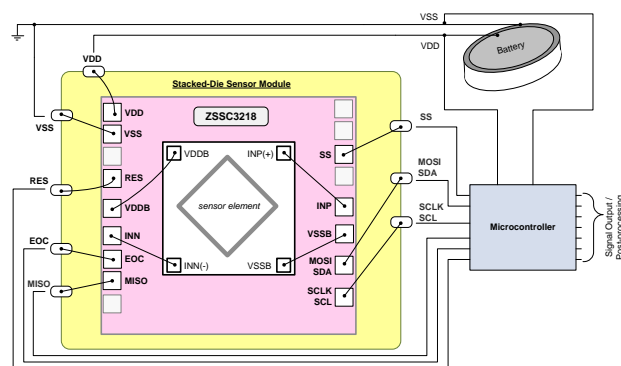 VSS
VDD
Battery
VDD
Stacked-Die Sensor Module
ZSSC3218
VSS
VDD
VSS
RES
RES
VDDB
INN
EOC
EOC
MISO
MISO
VDDB
INP(+)
sensor element
INN(-)
VSSB
SS
INP
VSSB
MOSI
SDA
SCLK
SCL
SS
MOSI
SDA
SCLK
SCL
Microcontroller
Signal Output /
Post-processing